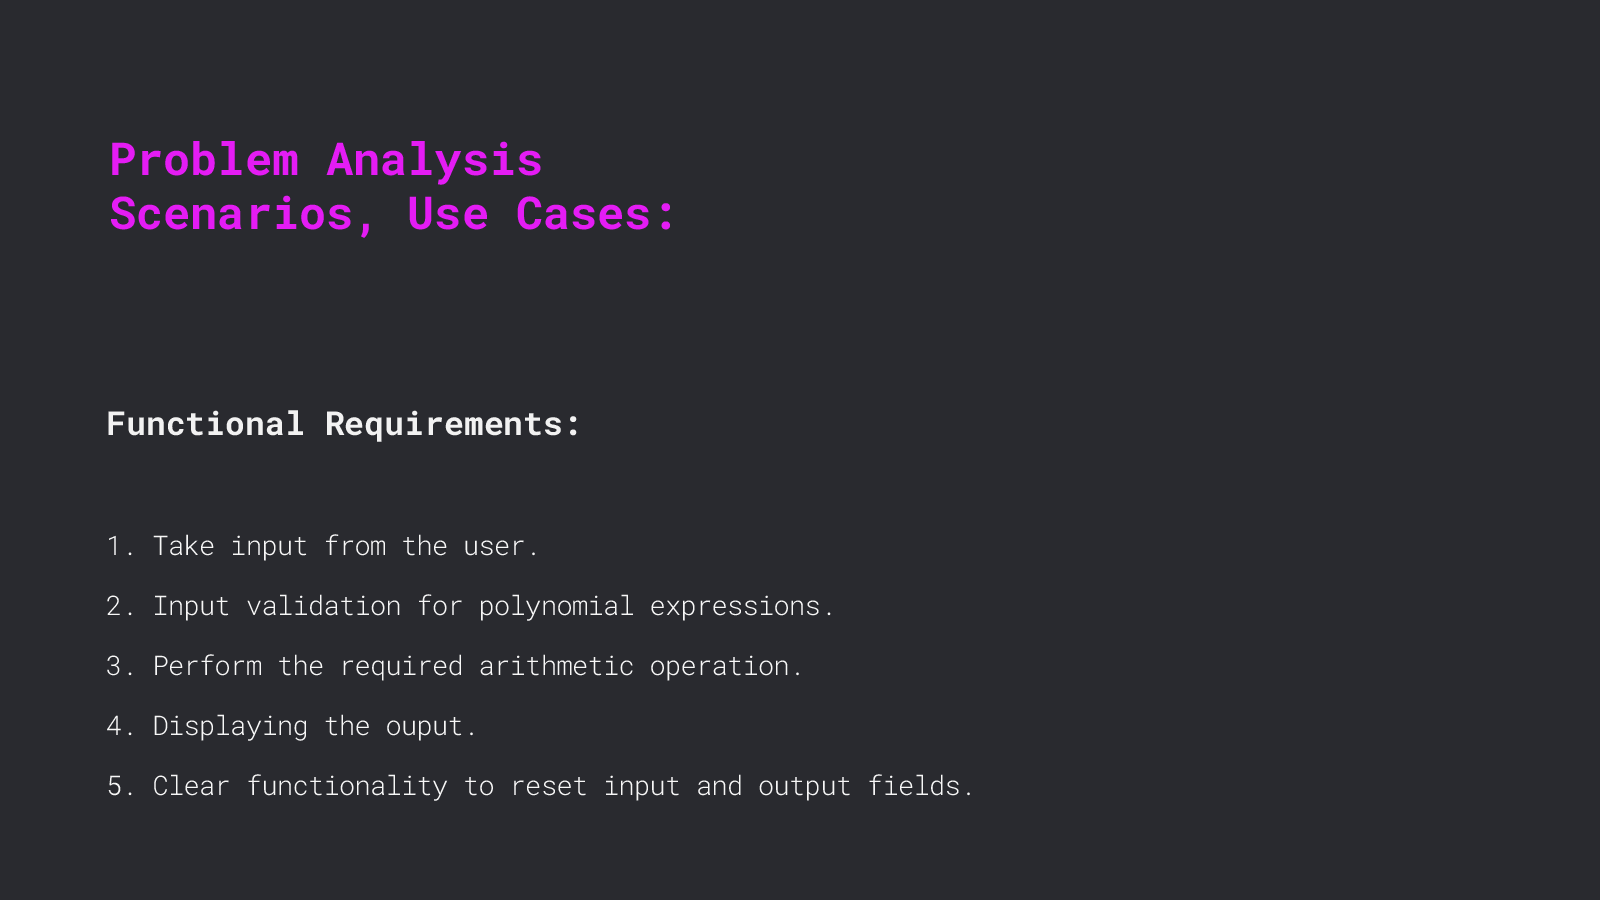 Problem Analysis
Scenarios, Use Cases:
Functional Requirements:
1. Take input from the user.
2. Input validation for polynomial expressions.
3. Perform the required arithmetic operation.
4. Displaying the ouput.
5. Clear functionality to reset input and output fields.